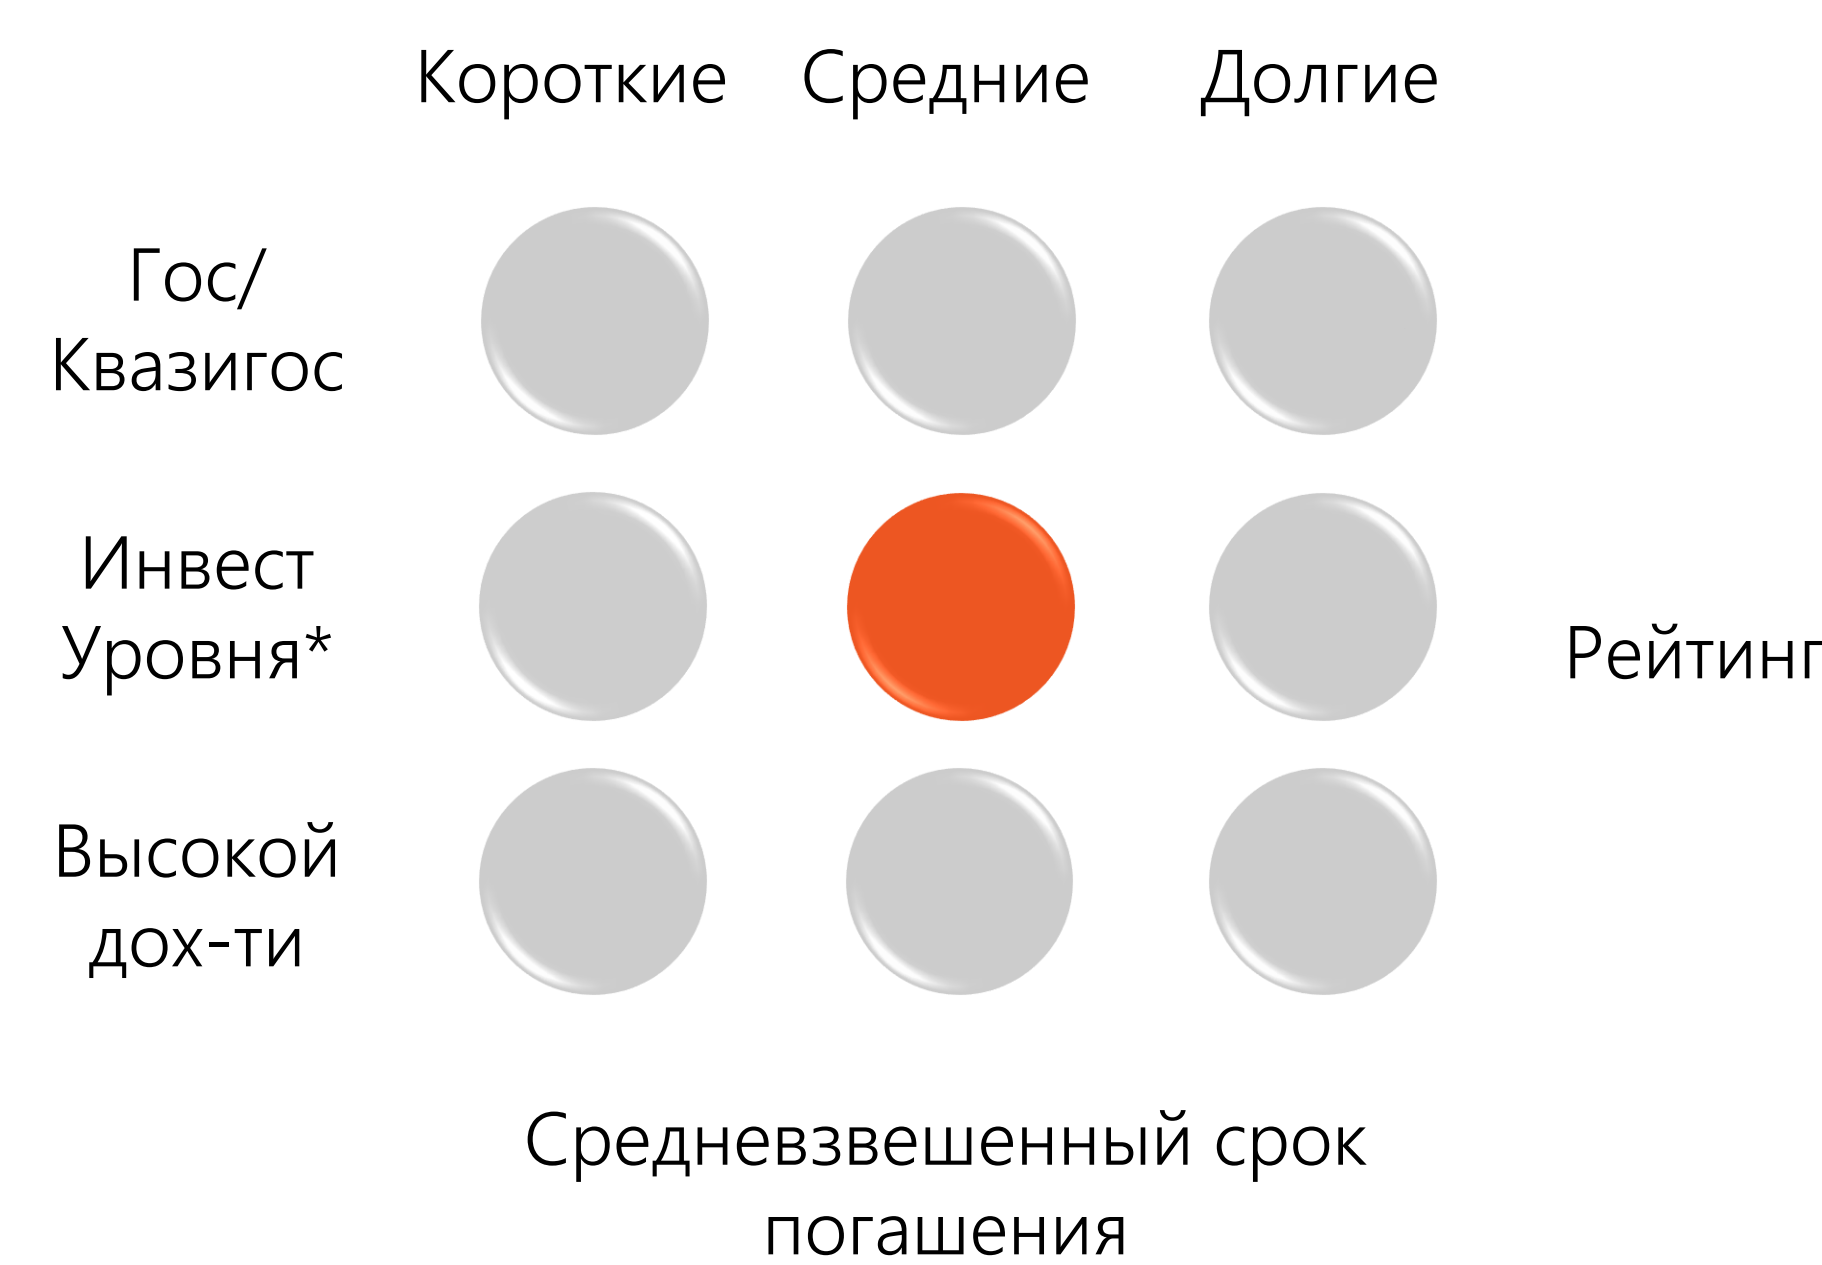 Короткие Средние Долгие
Гос/
Квазигос
Инвест
Уровня*
Рейтинг
Высокой
дох-ти
Средневзвешенный срок
погашения